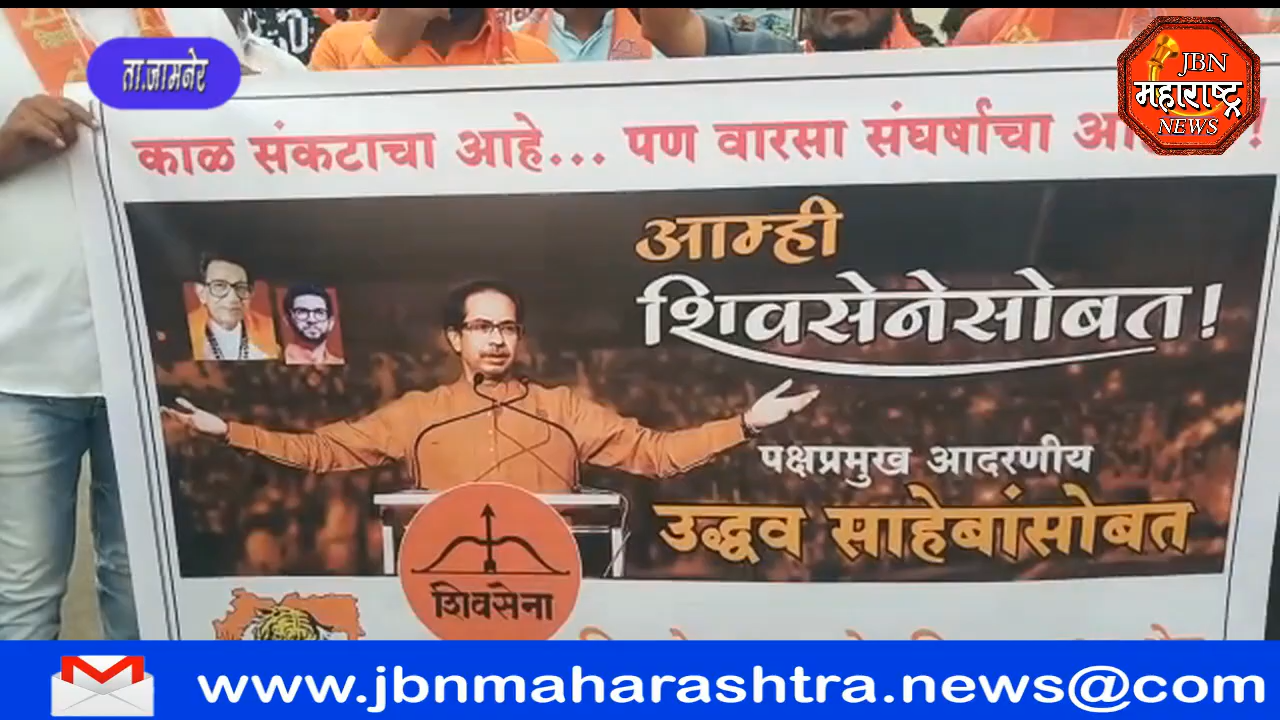 ता.जामनेर
JBN
महाराष्ट्र
NEWS
काळ संकटाचा आहे... पण वारसा संघर्षाचा !
आम्ही
शिवसेनेसोबत!
पक्षप्रमुख आदरणीय
उद्धव साहेबांसोबत
शिवसेना
www.jbnmaharashtra.news@com